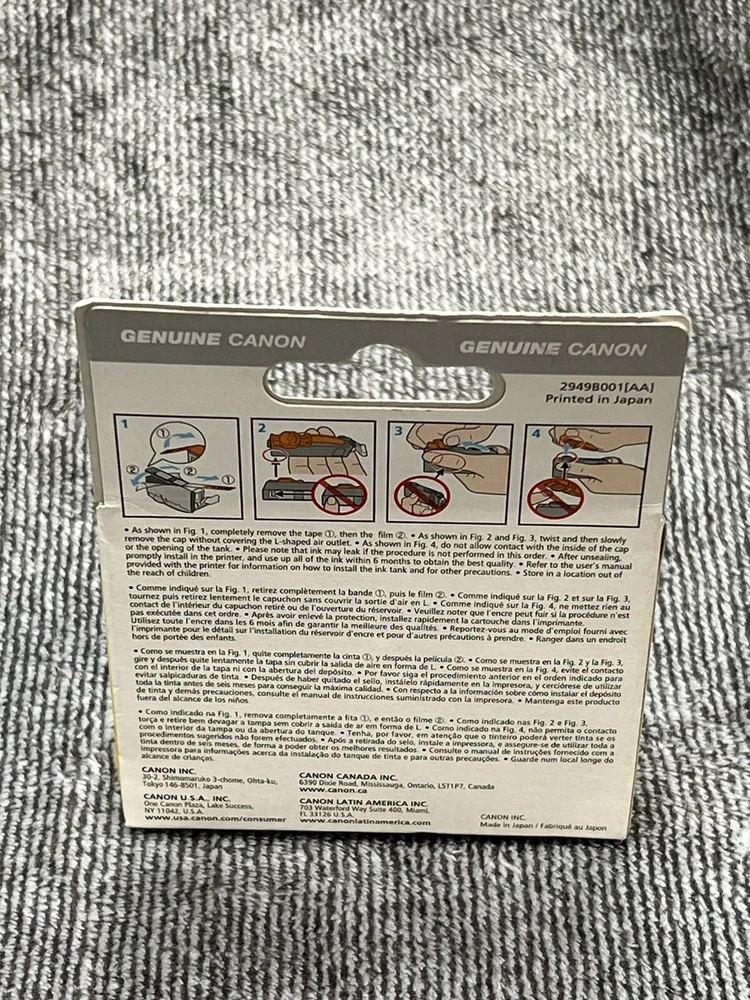 GENUINE CANON
GENUINE CANON
2949B001[AA]
Printed in Japan
1
①
②
②
①
2
3
4
• As shown in Fig. 1, completely remove the tape ①, then the film ②. • As shown in Fig. 2 and Fig. 3, twist and then slowly
remove the cap without covering the L-shaped air outlet. • As shown in Fig. 4, do not allow contact with the inside of the cap
or the opening of the tank. • Please note that ink may leak if the procedure is not performed in this order. • After unsealing,
promptly install in the printer, and use up all of the ink within 6 months to obtain the best quality. • Refer to the user's manual
provided with the printer for information on how to install the ink tank and for other precautions. • Store in a location out of
the reach of children.
• Comme indiqué sur la Fig. 1, retirez complètement la bande ①, puis le film ②. • Comme indiqué sur la Fig. 2 et sur la Fig. 3,
tournez puis retirez lentement le capuchon sans couvrir la sortie d'air en L. • Comme indiqué sur la Fig. 4, ne mettez rien au
contact de l'intérieur du capuchon retiré ou de l'ouverture du réservoir. • Veuillez noter que l'encre peut fuir si la procédure n'est
pas exécutée dans cet ordre. • Après avoir enlevé la protection, installez rapidement la cartouche dans l'imprimante.
Utilisez toute l'encre dans les 6 mois afin de garantir la meilleure des qualités. • Reportez-vous au mode d'emploi fourni avec
l'imprimante pour le détail sur l'installation du réservoir d'encre et pour d'autres précautions à prendre. • Ranger dans un endroit
hors de portée des enfants.
• Como se muestra en la Fig. 1, quite completamente la cinta ①, y después la película ②. • Como se muestra en la Fig. 2 y la Fig. 3,
gire y después quite lentamente la tapa sin cubrir la salida de aire en forma de L. • Como se muestra en la Fig. 4, evite el contacto
con el interior de la tapa ni con la abertura del depósito. • Por favor siga el procedimiento anterior en el orden indicado para
evitar salpicaduras de tinta. • Después de haber quitado el sello, instálelo rápidamente en la impresora, y cerciórese de utilizar
toda la tinta antes de seis meses para conseguir la máxima calidad. • Con respecto a la información sobre cómo instalar el depósito
de tinta y demás precauciones, consulte el manual de instrucciones suministrado con la impresora. • Mantenga este producto
fuera del alcance de los niños.
• Como indicado na Fig. 1, remova completamente a fita ①, e então o filme ②. • Como indicado nas Fig. 2 e Fig. 3,
torça e retire bem devagar a tampa sem cobrir a saída de ar em forma de L. • Como indicado na Fig. 4, não permita o contacto
com o interior da tampa ou da abertura do tanque. • Tenha, por favor, em atenção que o tinteiro poderá verter tinta se os
procedimentos sugeridos não forem efectuados. • Após a retirada do selo, instale a impressora, e assegure-se de utilizar toda a
tinta dentro de seis meses, de forma a poder obter os melhores resultados. • Consulte o manual de instruções fornecido com a
impressora para informações acerca da instalação do tanque de tinta e para outras precauções. • Guarde num local longe do
alcance de crianças.
CANON INC.
30-2, Shimomaruko 3-chome, Ohta-ku,
Tokyo 146-8501, Japan
CANON U.S.A., INC.
One Canon Plaza, Lake Success,
NY 11042, U.S.A.
www.usa.canon.com/consumer
CANON CANADA INC.
6390 Dixie Road, Mississauga, Ontario, L5T1P7, Canada
www.canon.ca
CANON LATIN AMERICA INC.
703 Waterford Way Suite 400, Miami,
FL 33126 U.S.A.
www.canonlatinamerica.com
CANON INC.
Made in Japan / Fabriqué au Japon